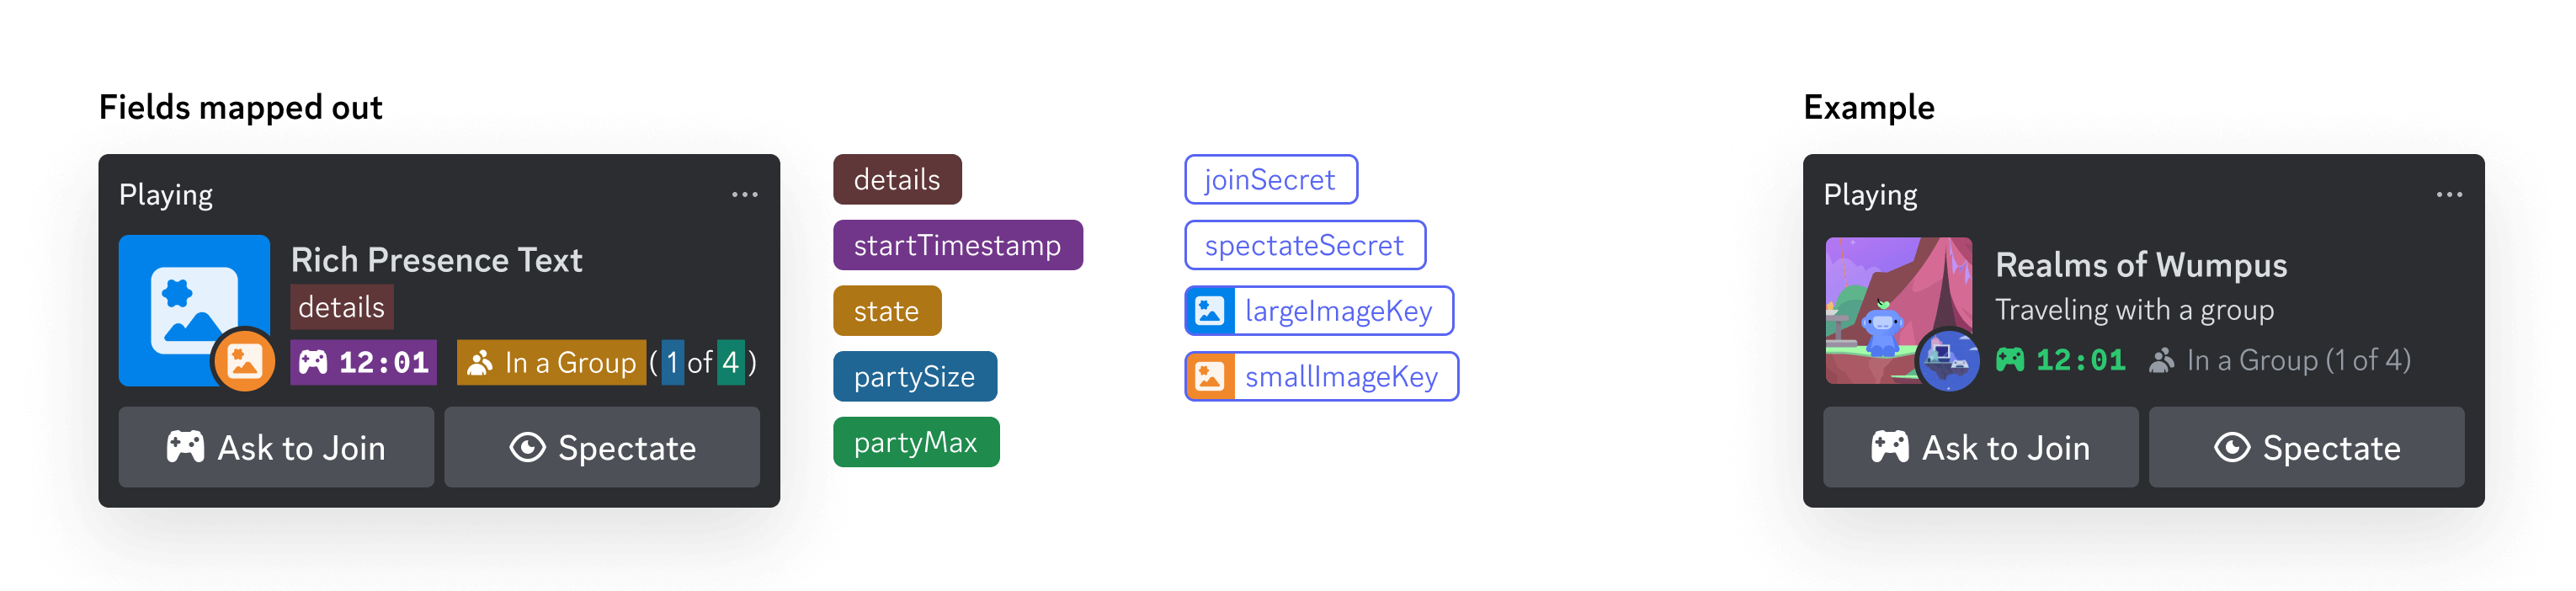 Fields mapped out
Playing
Rich Presence Text
details
12:01 In a Group (1 of 4)
Ask to Join
Spectate
details
startTimestamp
state
partySize
partyMax
joinSecret
spectateSecret
largeImageKey
smallImageKey
Example
Playing
Realms of Wumpus
Traveling with a group
12:01 In a Group (1 of 4)
Ask to Join
Spectate